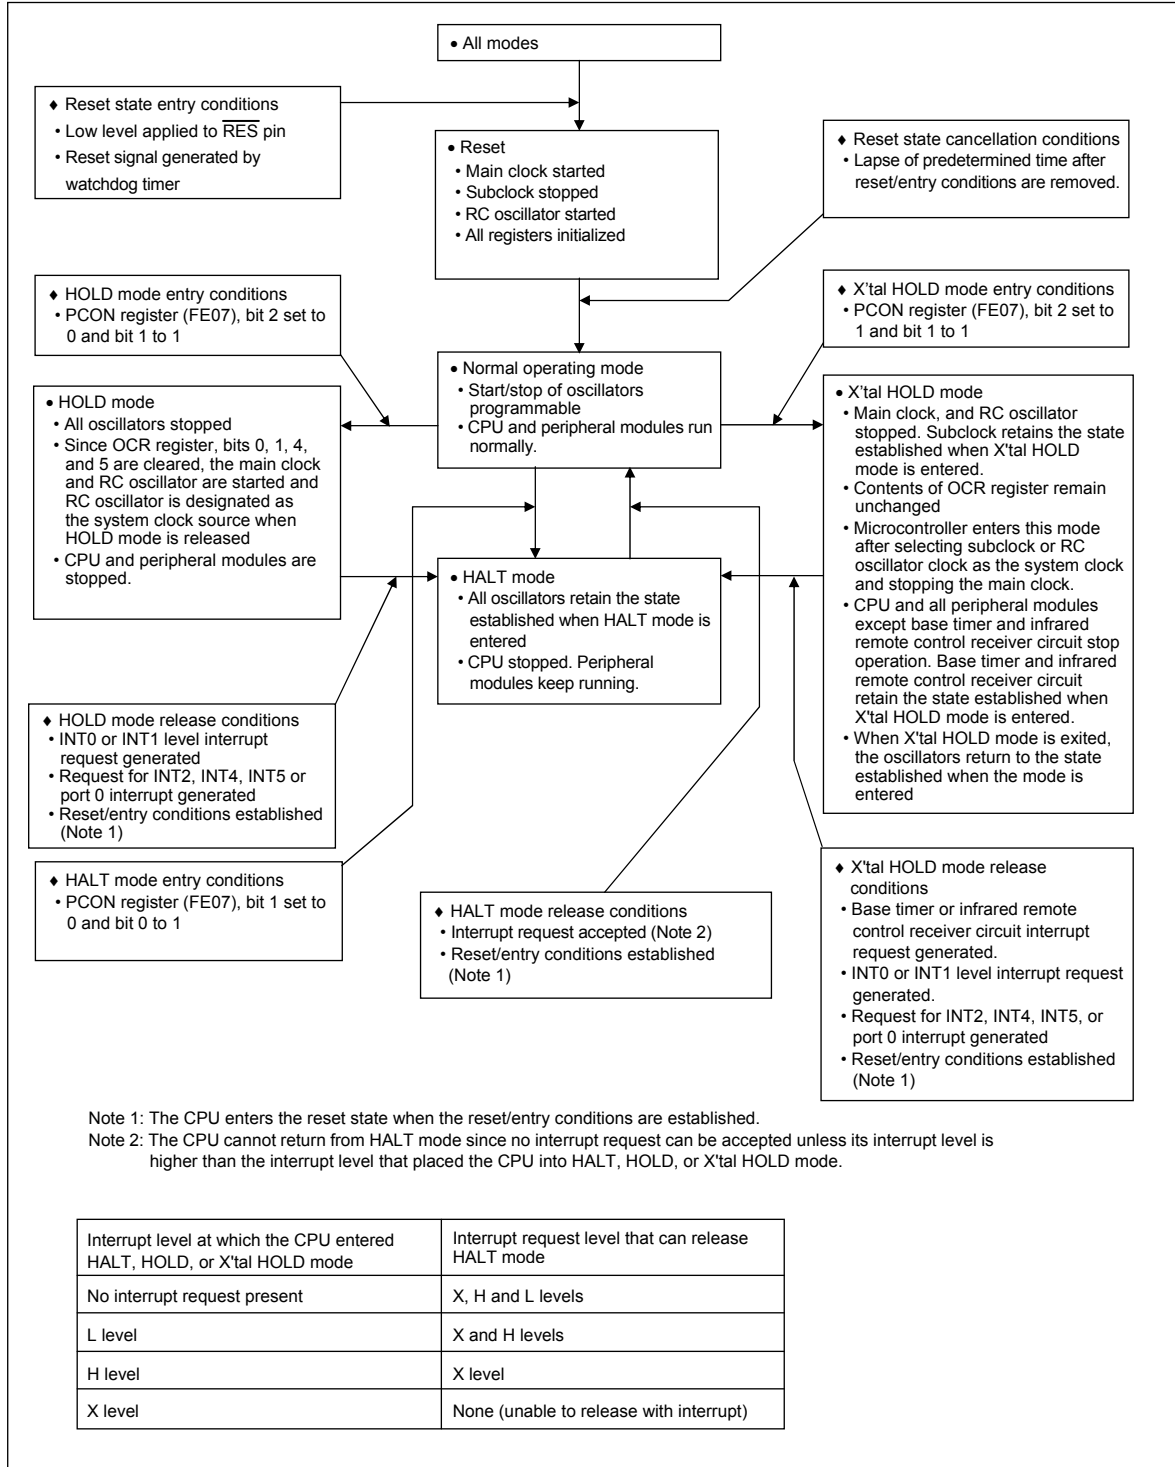 • All modes
♦ Reset state entry conditions
• Low level applied to RES pin
• Reset signal generated by
watchdog timer
• Reset
• Main clock started
• Subclock stopped
• RC oscillator started
• All registers initialized
♦ Reset state cancellation conditions
• Lapse of predetermined time after
reset/entry conditions are removed.
♦ HOLD mode entry conditions
• PCON register (FE07), bit 2 set to
0 and bit 1 to 1
♦ X'tal HOLD mode entry conditions
• PCON register (FE07), bit 2 set to
1 and bit 1 to 1
• Normal operating mode
• Start/stop of oscillators
programmable
• CPU and peripheral modules run
normally.
• HOLD mode
• All oscillators stopped
• Since OCR register, bits 0, 1, 4,
and 5 are cleared, the main clock
and RC oscillator are started and
RC oscillator is designated as
the system clock source when
HOLD mode is released
• CPU and peripheral modules are
stopped.
• X'tal HOLD mode
• Main clock, and RC oscillator
stopped. Subclock retains the state
established when X'tal HOLD
mode is entered.
• Contents of OCR register remain
unchanged
• Microcontroller enters this mode
after selecting subclock or RC
oscillator clock as the system clock
and stopping the main clock.
• CPU and all peripheral modules
except base timer and infrared
remote control receiver circuit stop
operation. Base timer and infrared
remote control receiver circuit
retain the state established when
X'tal HOLD mode is entered.
• When X'tal HOLD mode is exited,
the oscillators return to the state
established when the mode is
entered
• HALT mode
• All oscillators retain the state
established when HALT mode is
entered
• CPU stopped. Peripheral
modules keep running.
♦ HOLD mode release conditions
• INT0 or INT1 level interrupt
request generated
• Request for INT2, INT4, INT5 or
port 0 interrupt generated
• Reset/entry conditions established
(Note 1)
♦ HALT mode entry conditions
• PCON register (FE07), bit 1 set to
0 and bit 0 to 1
♦ HALT mode release conditions
• Interrupt request accepted (Note 2)
• Reset/entry conditions established
(Note 1)
♦ X'tal HOLD mode release
conditions
• Base timer or infrared remote
control receiver circuit interrupt
request generated.
• INT0 or INT1 level interrupt request
generated.
• Request for INT2, INT4, INT5, or
port 0 interrupt generated
• Reset/entry conditions established
(Note 1)
Note 1: The CPU enters the reset state when the reset/entry conditions are established.
Note 2: The CPU cannot return from HALT mode since no interrupt request can be accepted unless its interrupt level is
higher than the interrupt level that placed the CPU into HALT, HOLD, or X'tal HOLD mode.
Interrupt level at which the CPU entered
HALT, HOLD, or X'tal HOLD mode
Interrupt request level that can release
HALT mode
No interrupt request present
X, H and L levels
L level
X and H levels
H level
X level
X level
None (unable to release with interrupt)